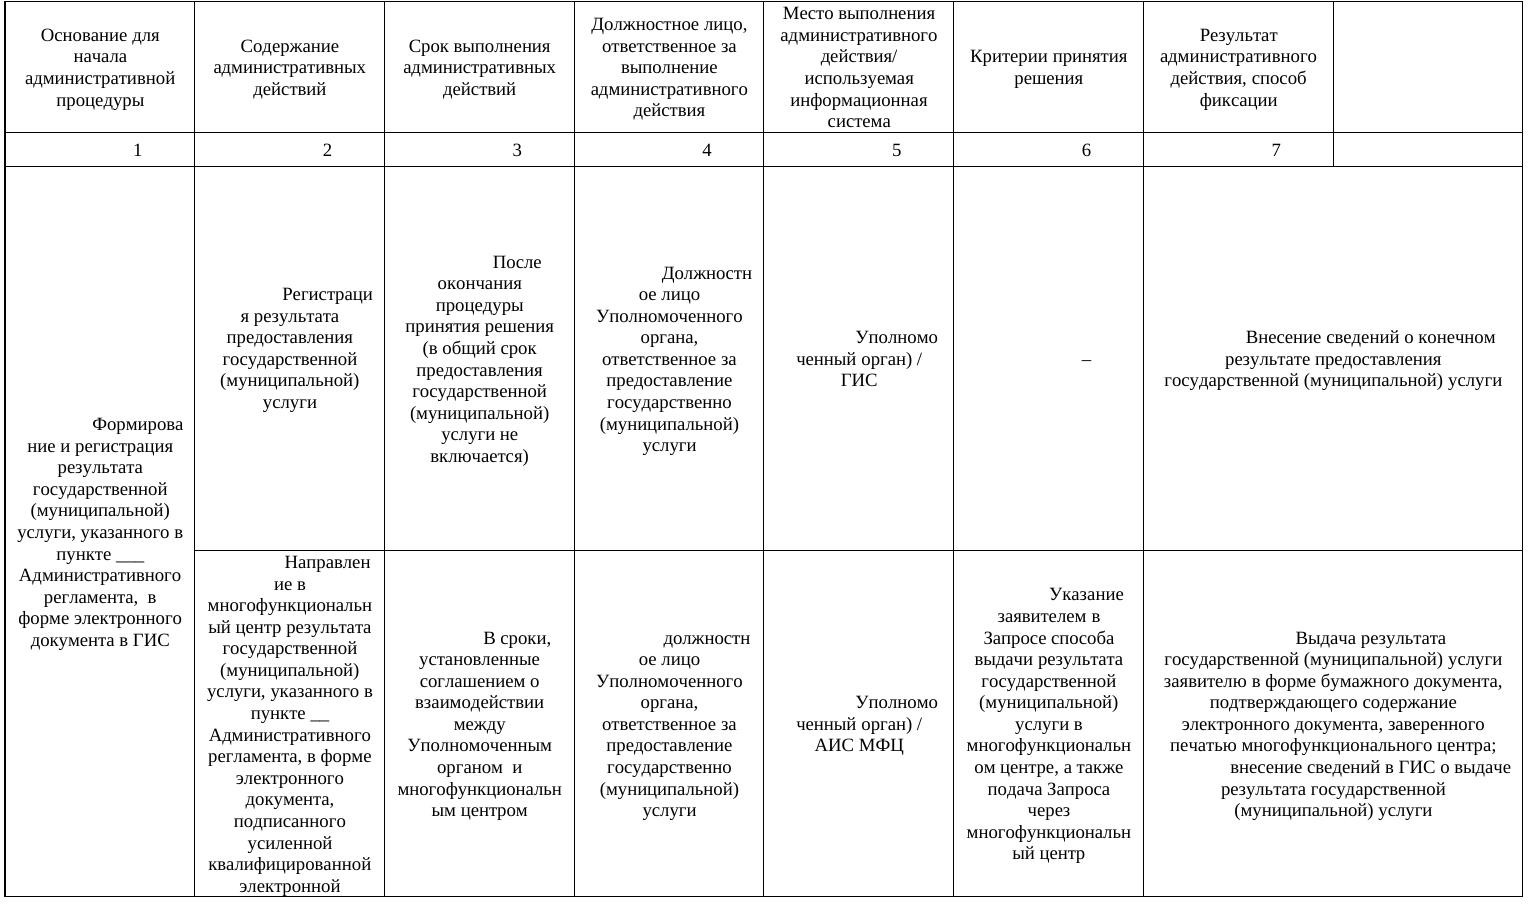 Основание для
начала
административной
процедуры
Содержание
административных
действий
Срок выполнения
административных
действий
Должностное лицо,
ответственное за
выполнение
административного
действия
Место выполнения
административного
действия/
используемая
информационная
система
Критерии принятия
решения
Результат
административного
действия, способ
фиксации
1
2
3
4
5
6
7
Формирова
ние и регистрация
результата
государственной
(муниципальной)
услуги, указанного в
пункте ___
Административного
регламента,  в
форме электронного
документа в ГИС
Регистраци
я результата
предоставления
государственной
(муниципальной)
услуги
После
окончания
процедуры
принятия решения
(в общий срок
предоставления
государственной
(муниципальной)
услуги не
включается)
Должностн
ое лицо
Уполномоченного
органа,
ответственное за
предоставление
государственно
(муниципальной)
услуги
Уполномо
ченный орган) /
ГИС
–
Внесение сведений о конечном
результате предоставления
государственной (муниципальной) услуги
Направлен
ие в
многофункциональн
ый центр результата
государственной
(муниципальной)
услуги, указанного в
пункте __
Административного
регламента, в форме
электронного
документа,
подписанного
усиленной
квалифицированной
электронной
В сроки,
установленные
соглашением о
взаимодействии
между
Уполномоченным
органом  и
многофункциональн
ым центром
должностн
ое лицо
Уполномоченного
органа,
ответственное за
предоставление
государственно
(муниципальной)
услуги
Уполномо
ченный орган) /
АИС МФЦ
Указание
заявителем в
Запросе способа
выдачи результата
государственной
(муниципальной)
услуги в
многофункциональн
ом центре, а также
подача Запроса
через
многофункциональн
ый центр
Выдача результата
государственной (муниципальной) услуги
заявителю в форме бумажного документа,
подтверждающего содержание
электронного документа, заверенного
печатью многофункционального центра;
внесение сведений в ГИС о выдаче
результата государственной
(муниципальной) услуги